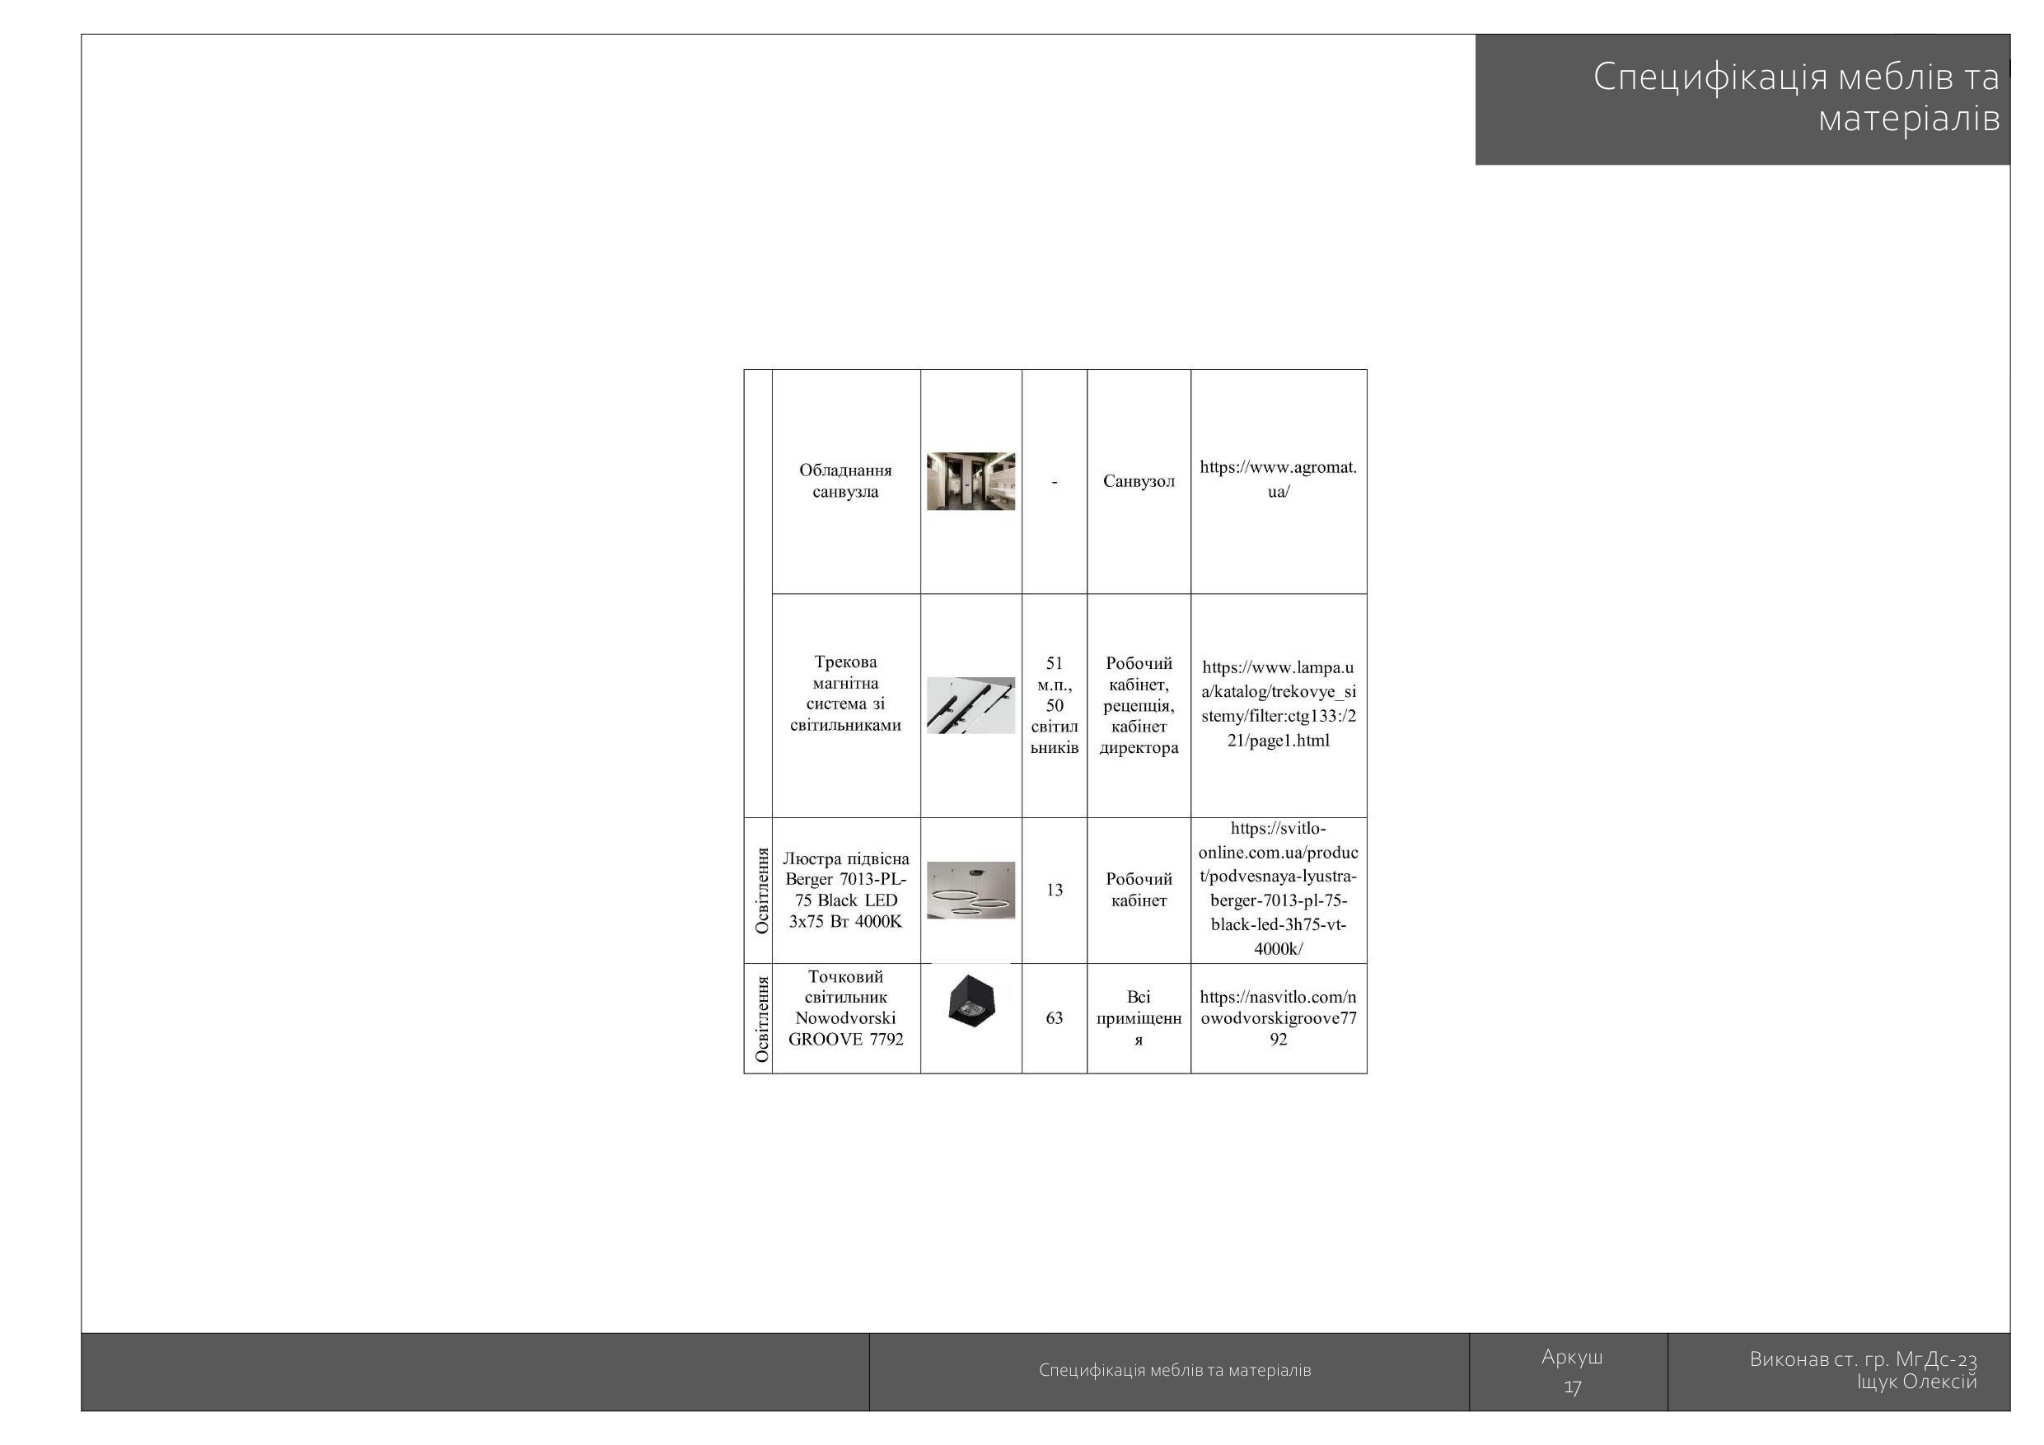 Специфікація меблів та
матеріалів
Обладнання
санвузла
-
Санвузол
https://www.agromat.
ua/
Трекова
магнітна
система зі
світильниками
51
м.п.,
50
світил
ьників
Робочий
кабінет,
рецепція,
кабінет
директора
https://www.lampa.u
a/katalog/trekovye_si
stemy/filter:ctg133:/2
21/page1.html
Освітлення
Люстра підвісна
Berger 7013-PL-
75 Black LED
3x75 Вт 4000K
13
Робочий
кабінет
https://svitlo-
online.com.ua/produc
t/podvesnaya-lyustra-
berger-7013-pl-75-
black-led-3h75-vt-
4000k/
Освітлення
Точковий
світильник
Nowodvorski
GROOVE 7792
63
Всі
приміщенн
я
https://nasvitlo.com/n
owodvorskigroove77
92
Специфікація меблів та матеріалів
Аркуш
17
Виконав ст. гр. МгДс-23
Іщук Олексій